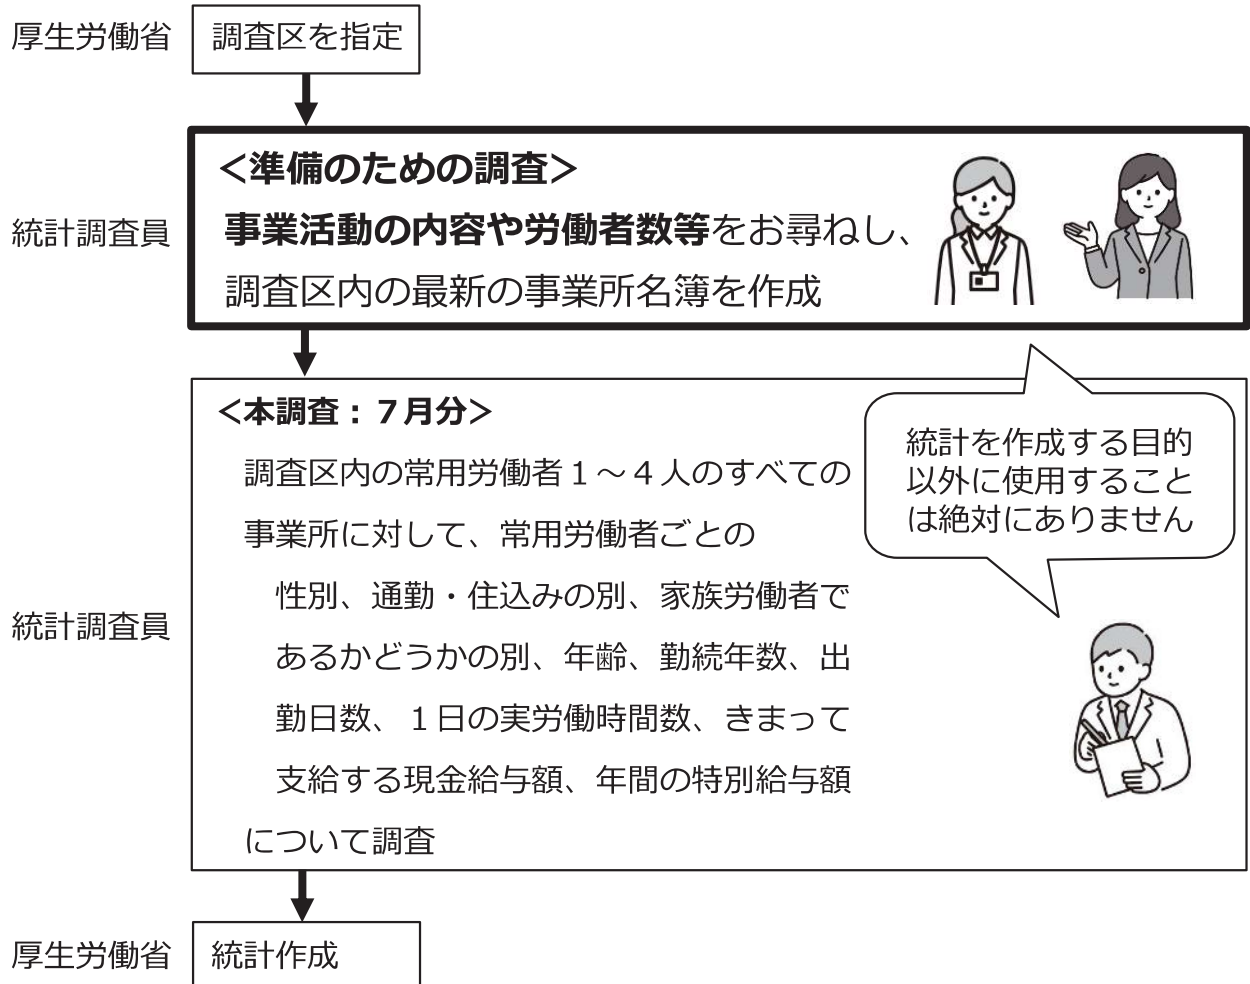 厚生労働省
調査区を指定
統計調査員
＜準備のための調査＞
事業活動の内容や労働者数等をお尋ねし、
調査区内の最新の事業所名簿を作成
統計調査員
＜本調査：７月分＞
調査区内の常用労働者１～４人のすべての
事業所に対して、常用労働者ごとの
性別、通勤・住込みの別、家族労働者で
あるかどうかの別、年齢、勤続年数、出
勤日数、１日の実労働時間数、きまって
支給する現金給与額、年間の特別給与額
について調査
統計を作成する目的
以外に使用すること
は絶対にありません
厚生労働省
統計作成